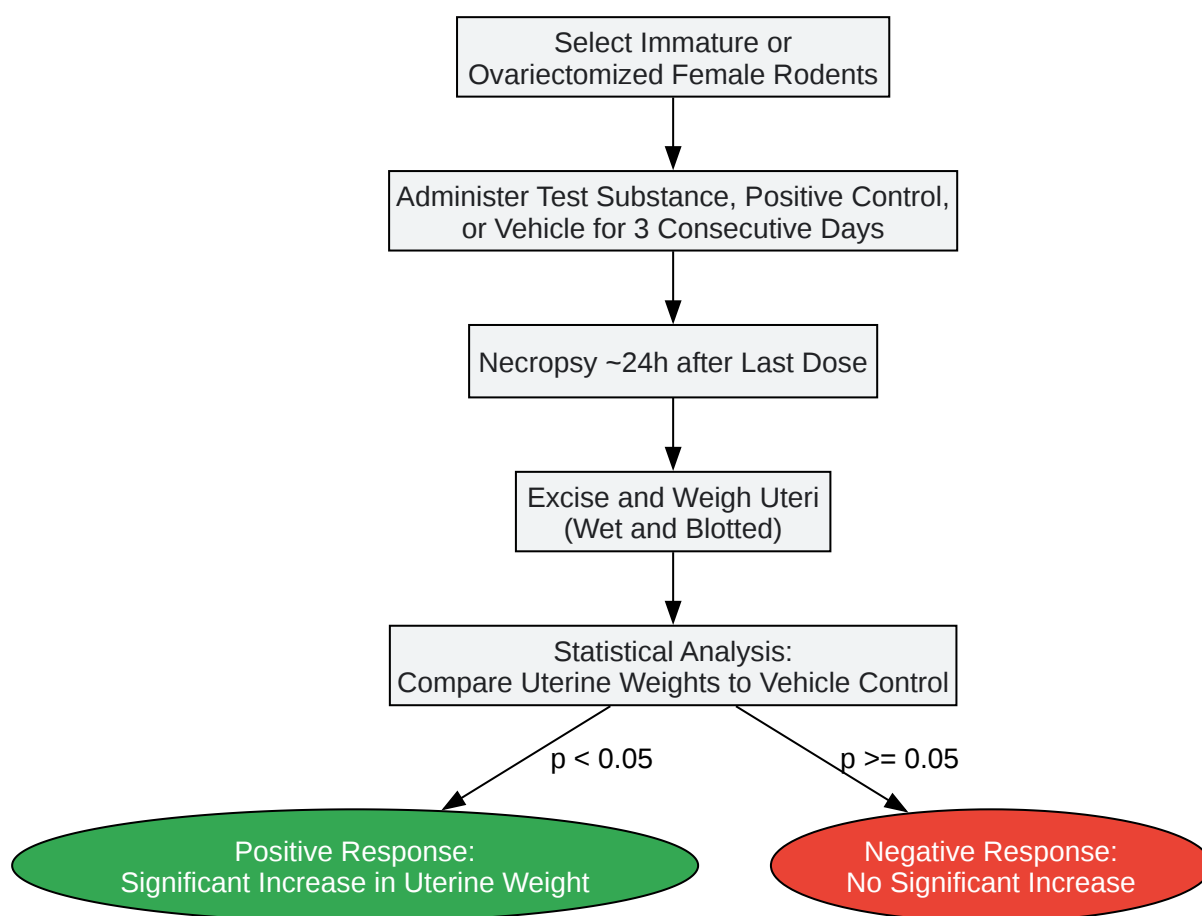 Select Immature or
Ovariectomized Female Rodents
Administer Test Substance, Positive Control,
or Vehicle for 3 Consecutive Days
Necropsy ~24h after Last Dose
Excise and Weigh Uteri
(Wet and Blotted)
Statistical Analysis:
Compare Uterine Weights to Vehicle Control
p < 0.05
p >= 0.05
Positive Response:
Significant Increase in Uterine Weight
Negative Response:
No Significant Increase